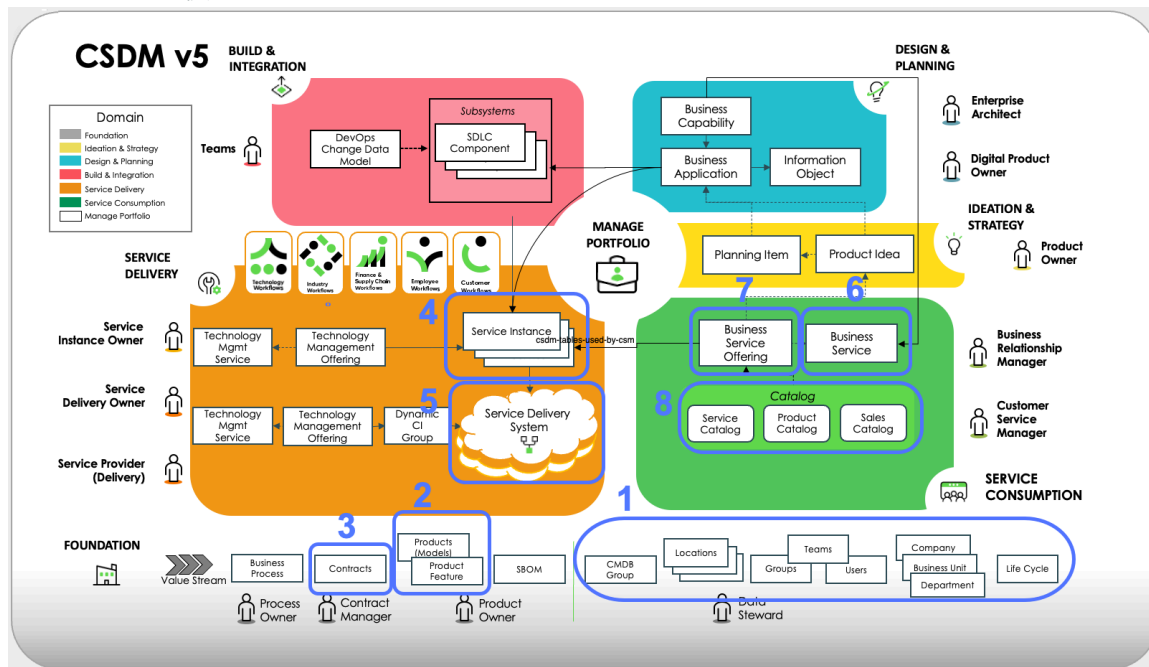 CSDM v5
BUILD &
INTEGRATION
DESIGN &
PLANNING
Domain
Foundation
Ideation & Strategy
Design & Planning
Build & Integration
Service Delivery
Service Consumption
Manage Portfolio
Teams
DevOps
Change Data
Model
Subsystems
SDLC
Component
Business
Capability
Business
Application
Information
Object
Enterprise
Architect
Digital Product
Owner
IDEATION &
STRATEGY
Product
Owner
MANAGE
PORTFOLIO
Planning Item
Product Idea
SERVICE
DELIVERY
Technology
Workflows
Industry
Workflows
Finance &
Supply Chain
Workflows
Employee
Workflows
Customer
Workflows
4
7
6
Service
Instance Owner
Technology
Mgmt
Service
Technology
Management
Offering
Service Instance
csdm-tables-used-by-csm
Business
Service
Offering
Business
Service
Business
Relationship
Manager
Service
Delivery Owner
5
8
Technology
Mgmt
Service
Technology
Management
Offering
Dynamic
CI
Group
Service Delivery
System
Catalog
Service
Catalog
Product
Catalog
Sales
Catalog
Customer
Service
Manager
Service Provider
(Delivery)
SERVICE
CONSUMPTION
2
1
3
FOUNDATION
Value Stream
Business
Process
Contracts
Products
(Models)
Product
Feature
SBOM
CMDB
Group
Locations
Groups
Teams
Users
Company
Business Unit
Department
Life Cycle
Process
Owner
Contract
Manager
Product
Owner
Data
Steward